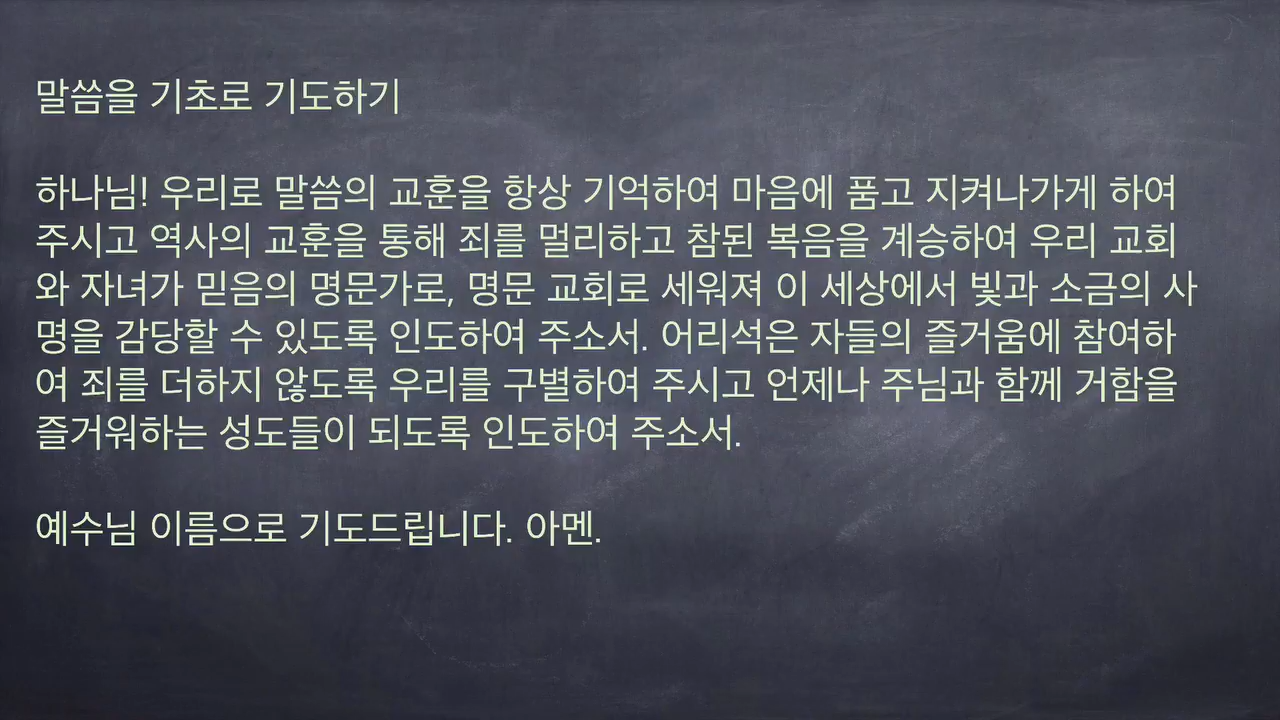 말씀을 기초로 기도하기
하나님! 우리로 말씀의 교훈을 항상 기억하여 마음에 품고 지켜나가게 하여
주시고 역사의 교훈을 통해 죄를 멀리하고 참된 복음을 계승하여 우리 교회
와 자녀가 믿음의 명문가로, 명문 교회로 세워져 이 세상에서 빛과 소금의 사
명을 감당할 수 있도록 인도하여 주소서. 어리석은 자들의 즐거움에 참여하
여 죄를 더하지 않도록 우리를 구별하여 주시고 언제나 주님과 함께 거함을
즐거워하는 성도들이 되도록 인도하여 주소서.
예수님 이름으로 기도드립니다. 아멘.